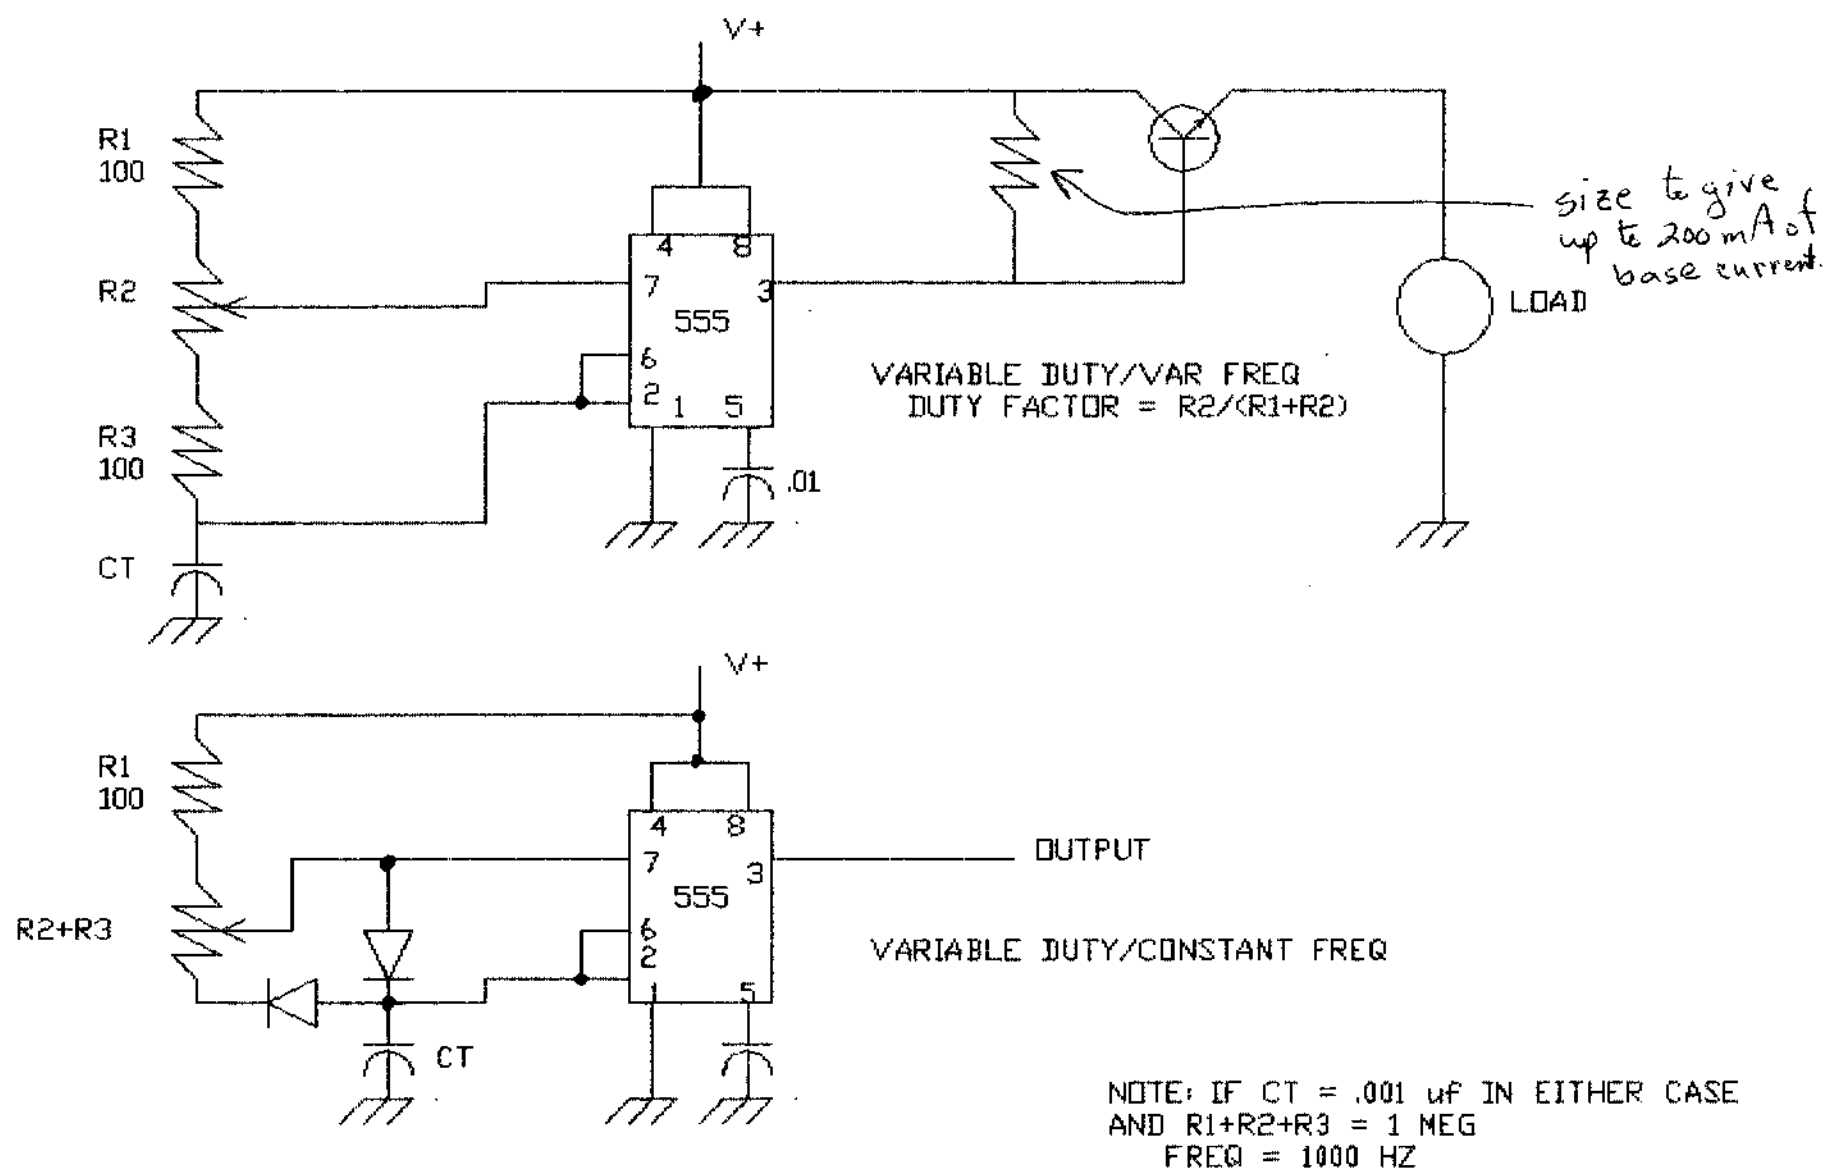 V+
R1
100
size to give
up to 200 mA of
base current.
4 8
R2
7
3
555
LOAD
6
2
1 5
VARIABLE DUTY/VAR FREQ
DUTY FACTOR = R2/(R1+R2)
R3
100
.01
CT
V+
R1
100
4 8
7
3
555
OUTPUT
R2+R3
6
2
1 5
VARIABLE DUTY/CONSTANT FREQ
CT
NOTE: IF CT = .001 uf IN EITHER CASE
AND R1+R2+R3 = 1 MEG
FREQ = 1000 HZ